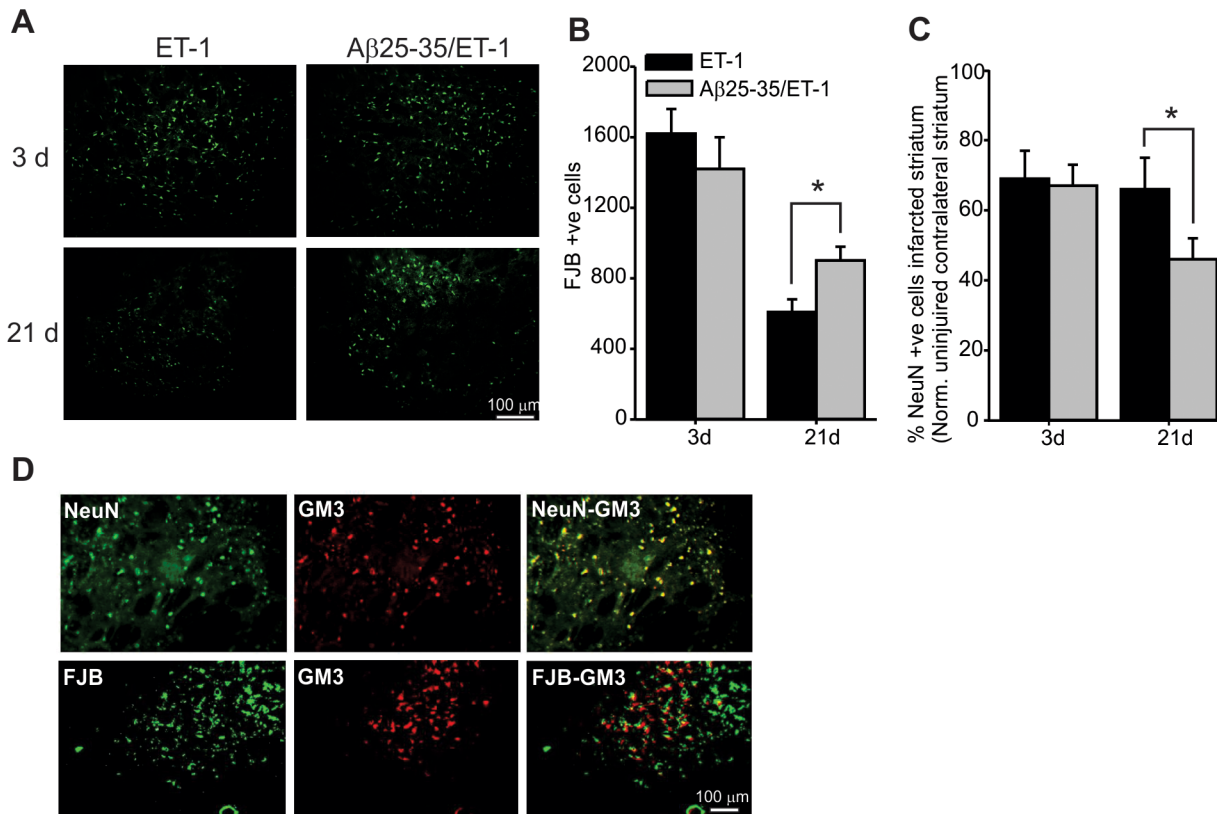 A
ET-1
Aβ25-35/ET-1
3 d
21 d
100 μm
B
ET-1
Aβ25-35/ET-1
FJB +ve cells
2000
1600
1200
800
400
0
*
3d
21d
C
% NeuN +ve cells infarcted striatum
(Norm. uninjuired contralateral striatum)
100
80
60
40
20
0
*
3d
21d
D
NeuN
GM3
NeuN-GM3
FJB
GM3
FJB-GM3
100 μm